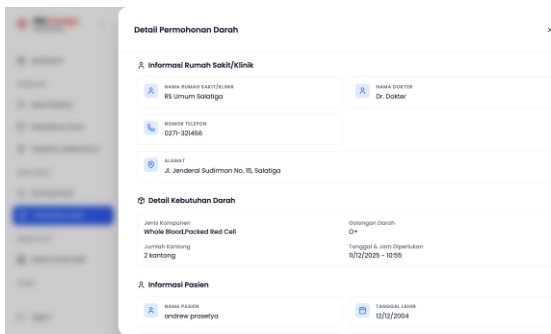 Detail Permohonan Darah
Informasi Rumah Sakit/Klinik
NAMA RUMAH SAKIT/KLINIK
RS Umum Salatiga
NAMA DOKTER
Dr. Dokter
NOMOR TELEPON
0271-321456
ALAMAT
Jl. Jenderal Sudirman No. 15, Salatiga
Detail Kebutuhan Darah
Jenis Komponen
Whole Blood,Packed Red Cell
Golongan Darah
O+
Jumlah Kantong
2 kantong
Tanggal & Jam Diperlukan
11/12/2025 - 10:55
Informasi Pasien
NAMA PASIEN
andrew prasetya
TANGGAL LAHIR
12/12/2004